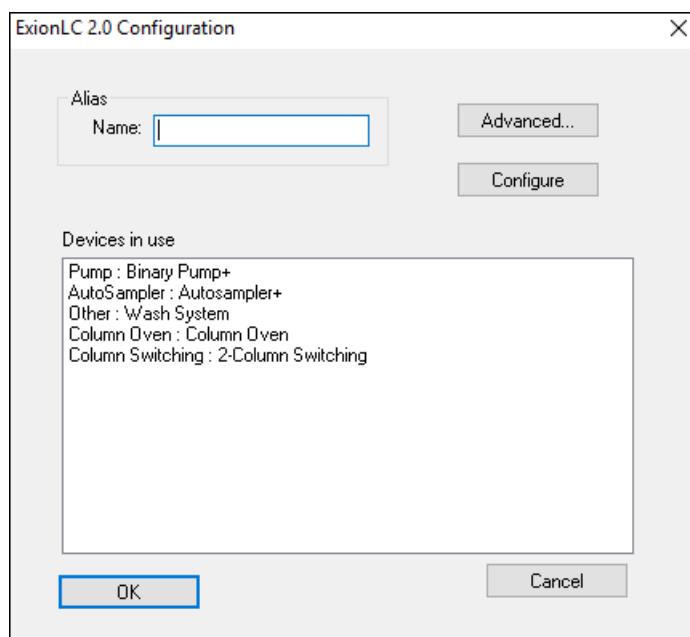 ExionLC 2.0 Configuration
Alias
Name:
Advanced...
Configure
Devices in use
Pump : Binary Pump+
AutoSampler : Autosampler+
Other : Wash System
Column Oven : Column Oven
Column Switching : 2-Column Switching
OK
Cancel